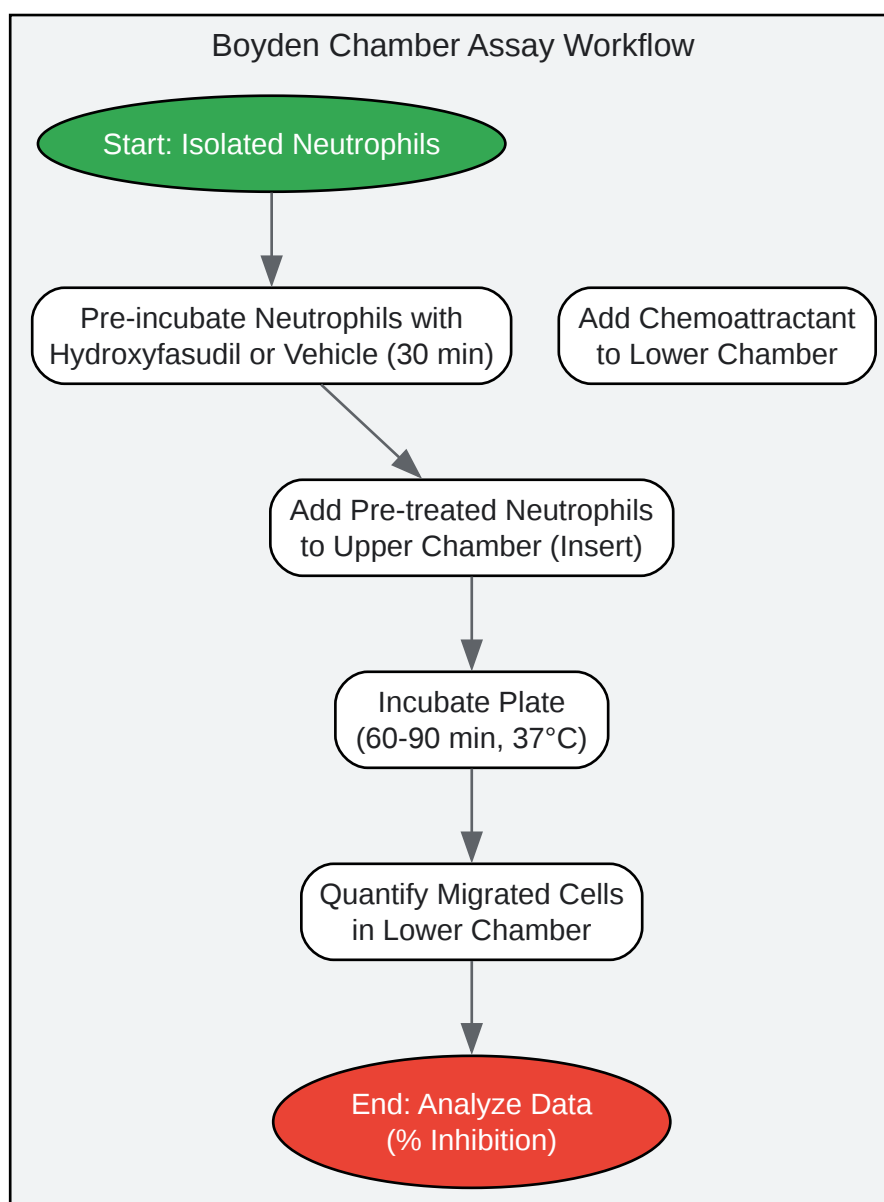 Boyden Chamber Assay Workflow
Start: Isolated Neutrophils
Pre-incubate Neutrophils with
Hydroxyfasudil or Vehicle (30 min)
Add Chemoattractant
to Lower Chamber
Add Pre-treated Neutrophils
to Upper Chamber (Insert)
Incubate Plate
(60-90 min, 37°C)
Quantify Migrated Cells
in Lower Chamber
End: Analyze Data
(% Inhibition)